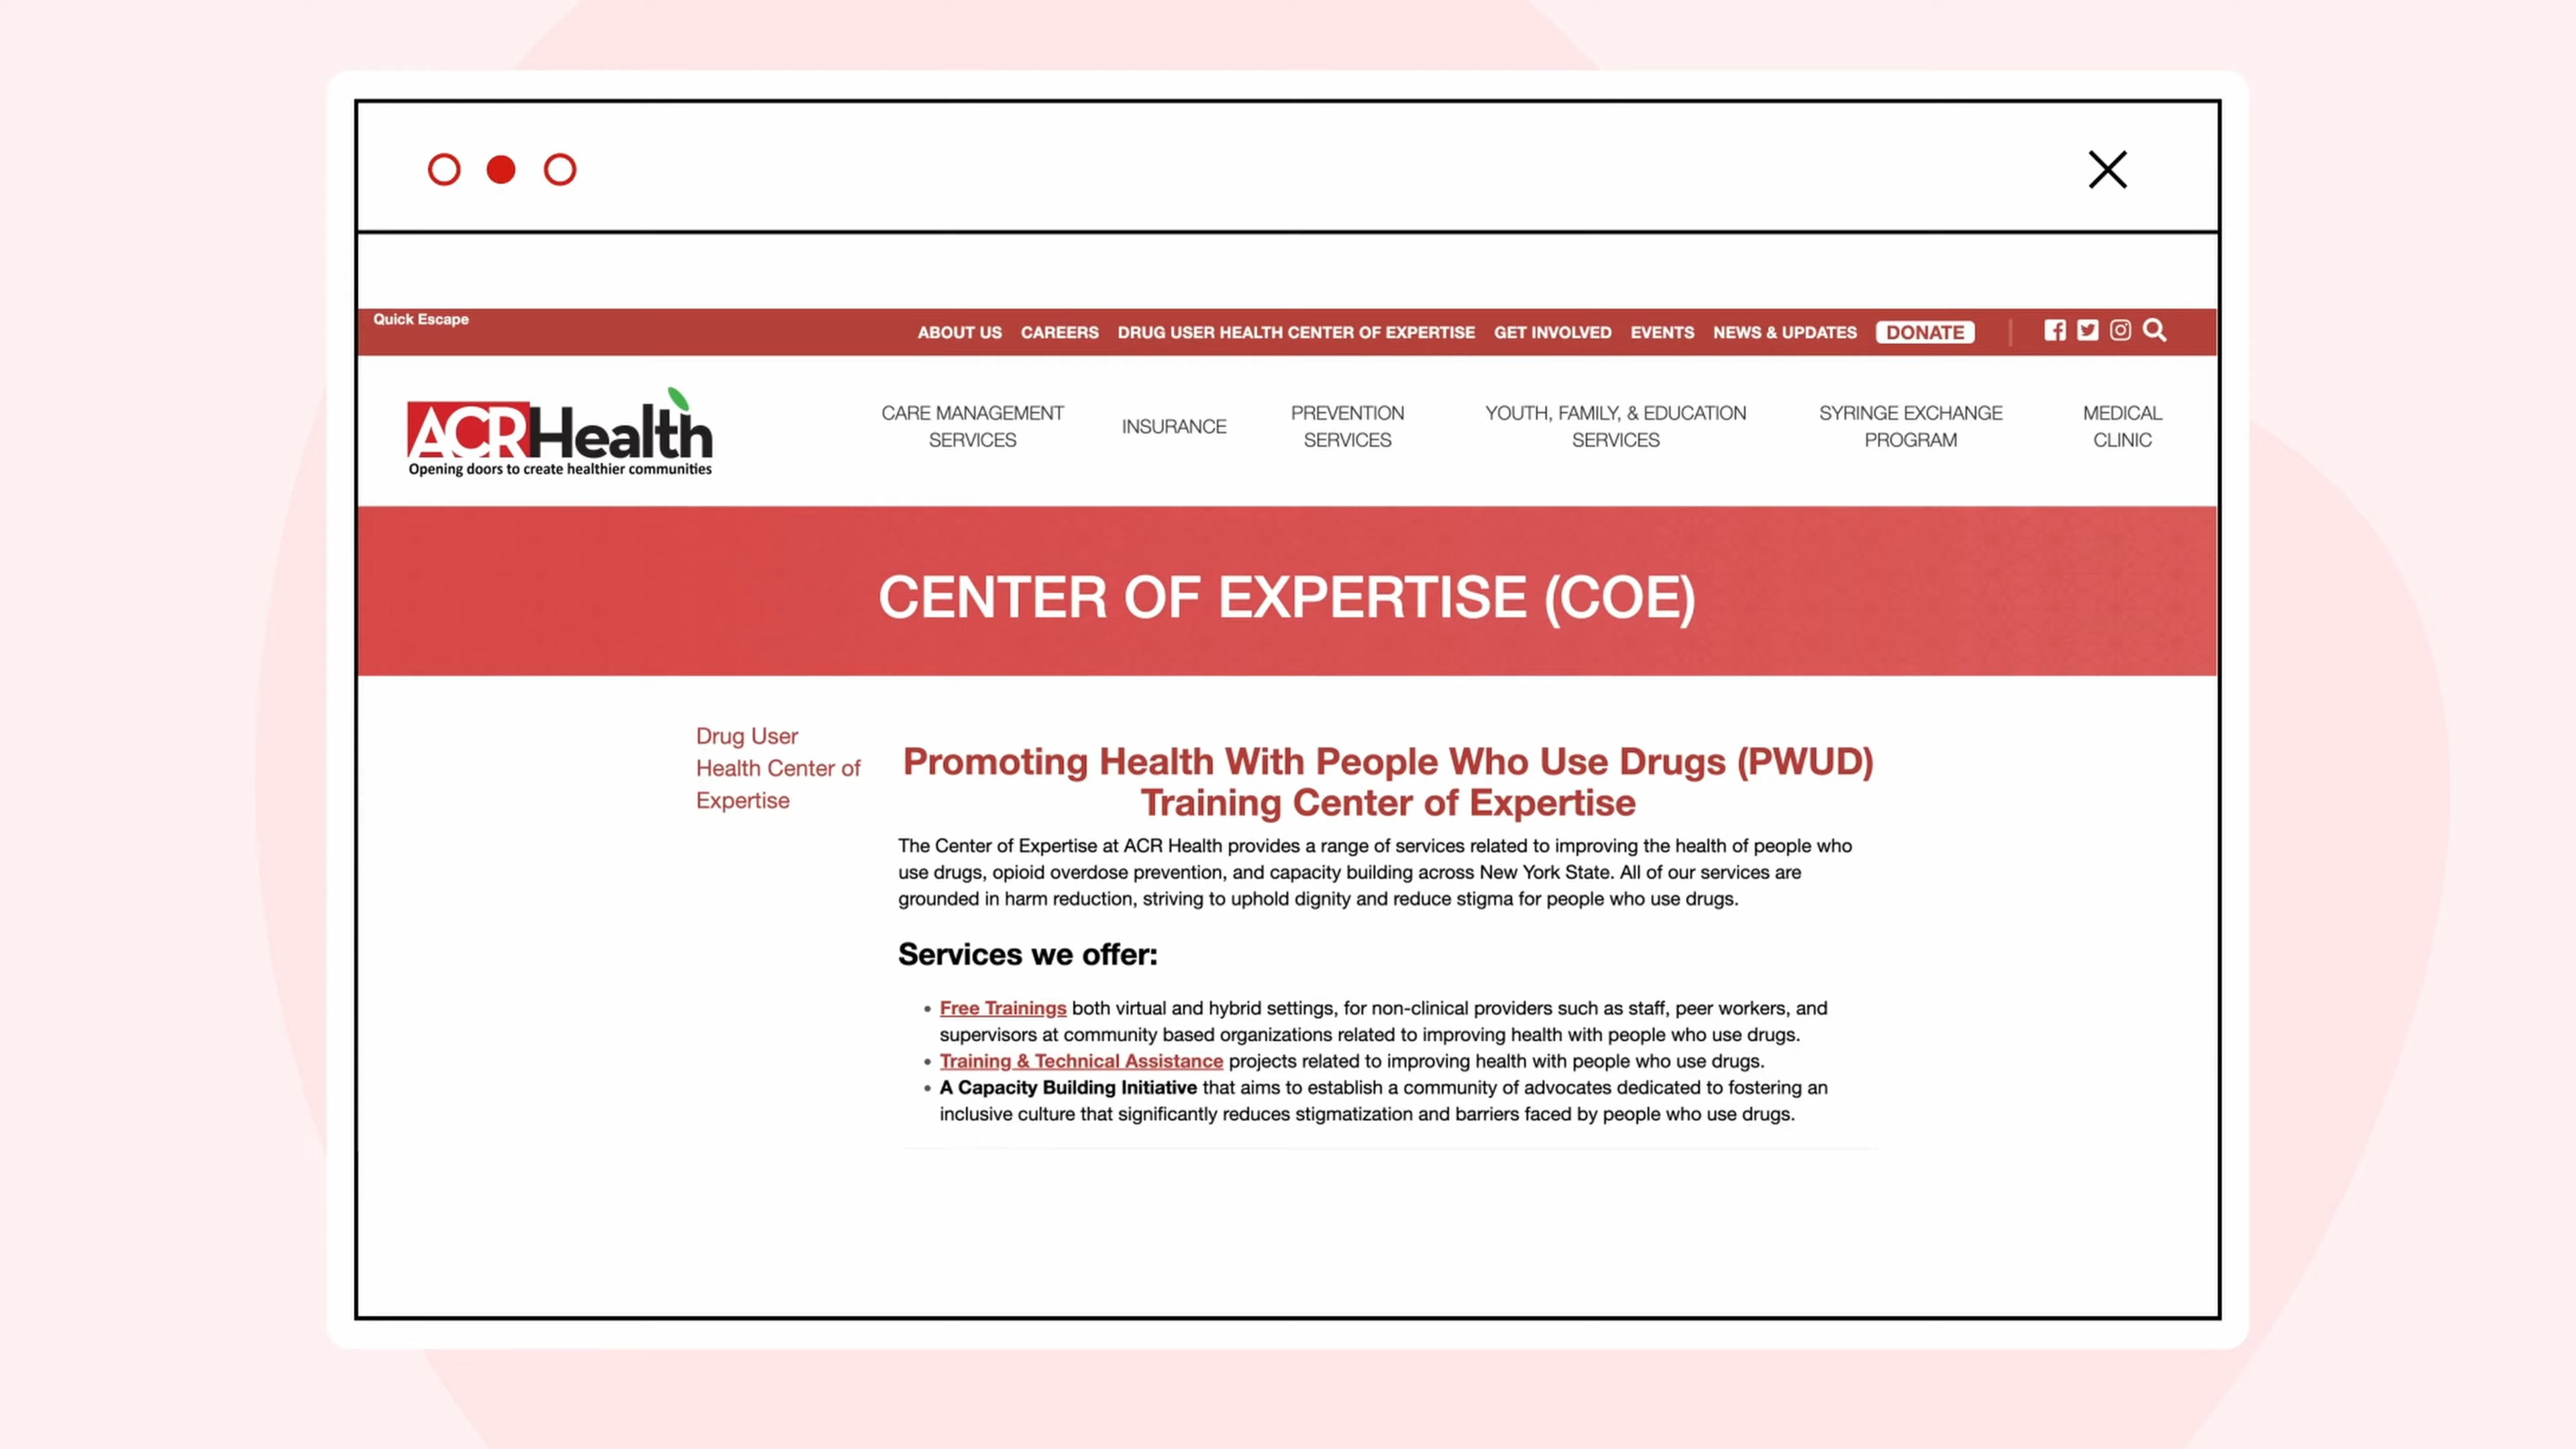 Quick Escape
ABOUT US CAREERS DRUG USER HEALTH CENTER OF EXPERTISE GET INVOLVED EVENTS NEWS & UPDATES DONATE
ACRHealth
Opening doors to create healthier communities
CARE MANAGEMENT
SERVICES
INSURANCE
PREVENTION
SERVICES
YOUTH, FAMILY, & EDUCATION
SERVICES
SYRINGE EXCHANGE
PROGRAM
MEDICAL
CLINIC
CENTER OF EXPERTISE (COE)
Drug User
Health Center of
Expertise
Promoting Health With People Who Use Drugs (PWUD)
Training Center of Expertise
The Center of Expertise at ACR Health provides a range of services related to improving the health of people who
use drugs, opioid overdose prevention, and capacity building across New York State. All of our services are
grounded in harm reduction, striving to uphold dignity and reduce stigma for people who use drugs.
Services we offer:
• Free Trainings both virtual and hybrid settings, for non-clinical providers such as staff, peer workers, and
supervisors at community based organizations related to improving health with people who use drugs.
• Training & Technical Assistance projects related to improving health with people who use drugs.
• A Capacity Building Initiative that aims to establish a community of advocates dedicated to fostering an
inclusive culture that significantly reduces stigmatization and barriers faced by people who use drugs.